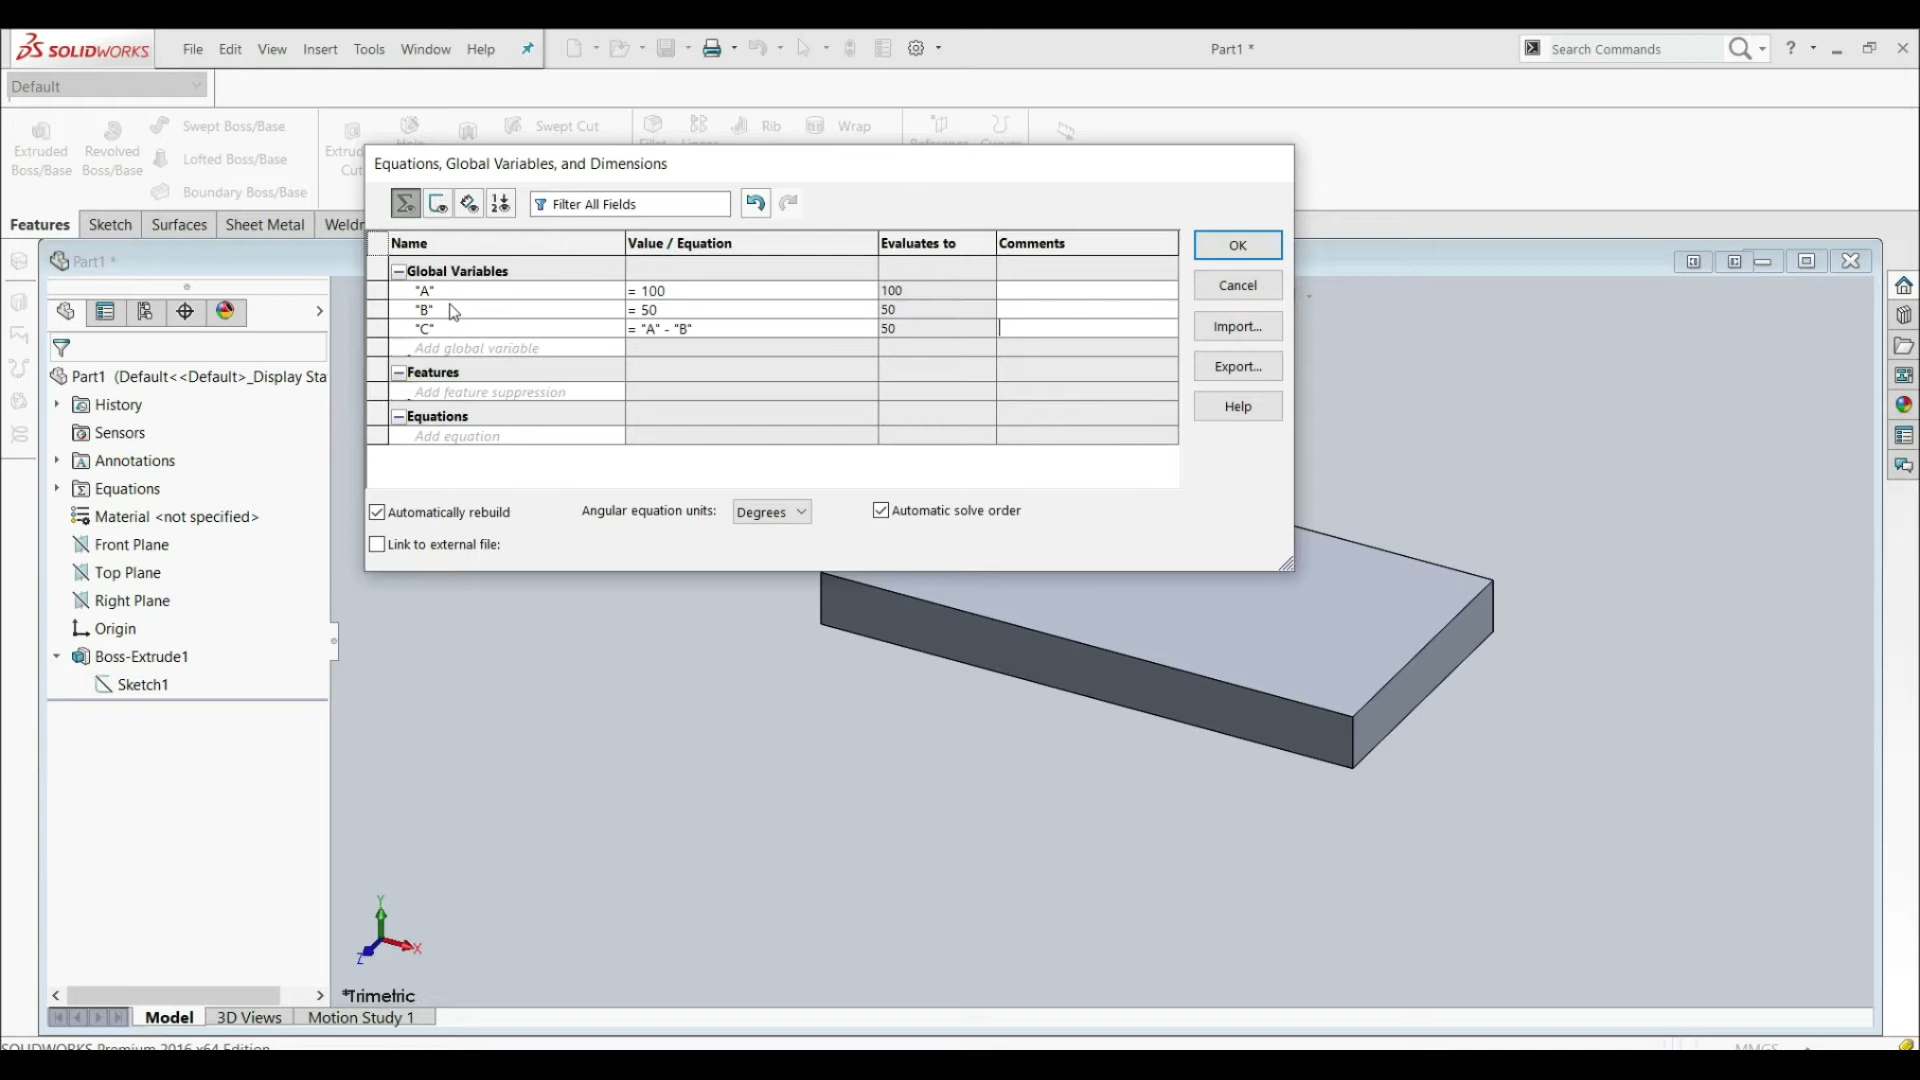 SOLIDWORKS
File Edit View Insert Tools Window Help
Part1 *
Search Commands
?
Default
Extruded Boss/Base
Revolved Boss/Base
Swept Boss/Base
Lofted Boss/Base
Boundary Boss/Base
Swept Cut
Rib
Wrap
Features Sketch Surfaces Sheet Metal
Part1 *
Equations, Global Variables, and Dimensions
Filter All Fields
Name Value / Equation Evaluates to Comments
Global Variables
"A" = 100 100
"B" = 50 50
"C" = "A" - "B" 50
Add global variable
Features
Add feature suppression
Equations
Add equation
OK
Cancel
Import...
Export...
Help
Automatically rebuild Angular equation units: Degrees Automatic solve order
Link to external file:
Part1 (Default<<Default>_Display Sta
History
Sensors
Annotations
Equations
Material <not specified>
Front Plane
Top Plane
Right Plane
Origin
Boss-Extrude1
Sketch1
Y
X
Z
*Trimetric
Model 3D Views Motion Study 1
SOLIDWORKS Premium 2016 x64 Edition
MMGS